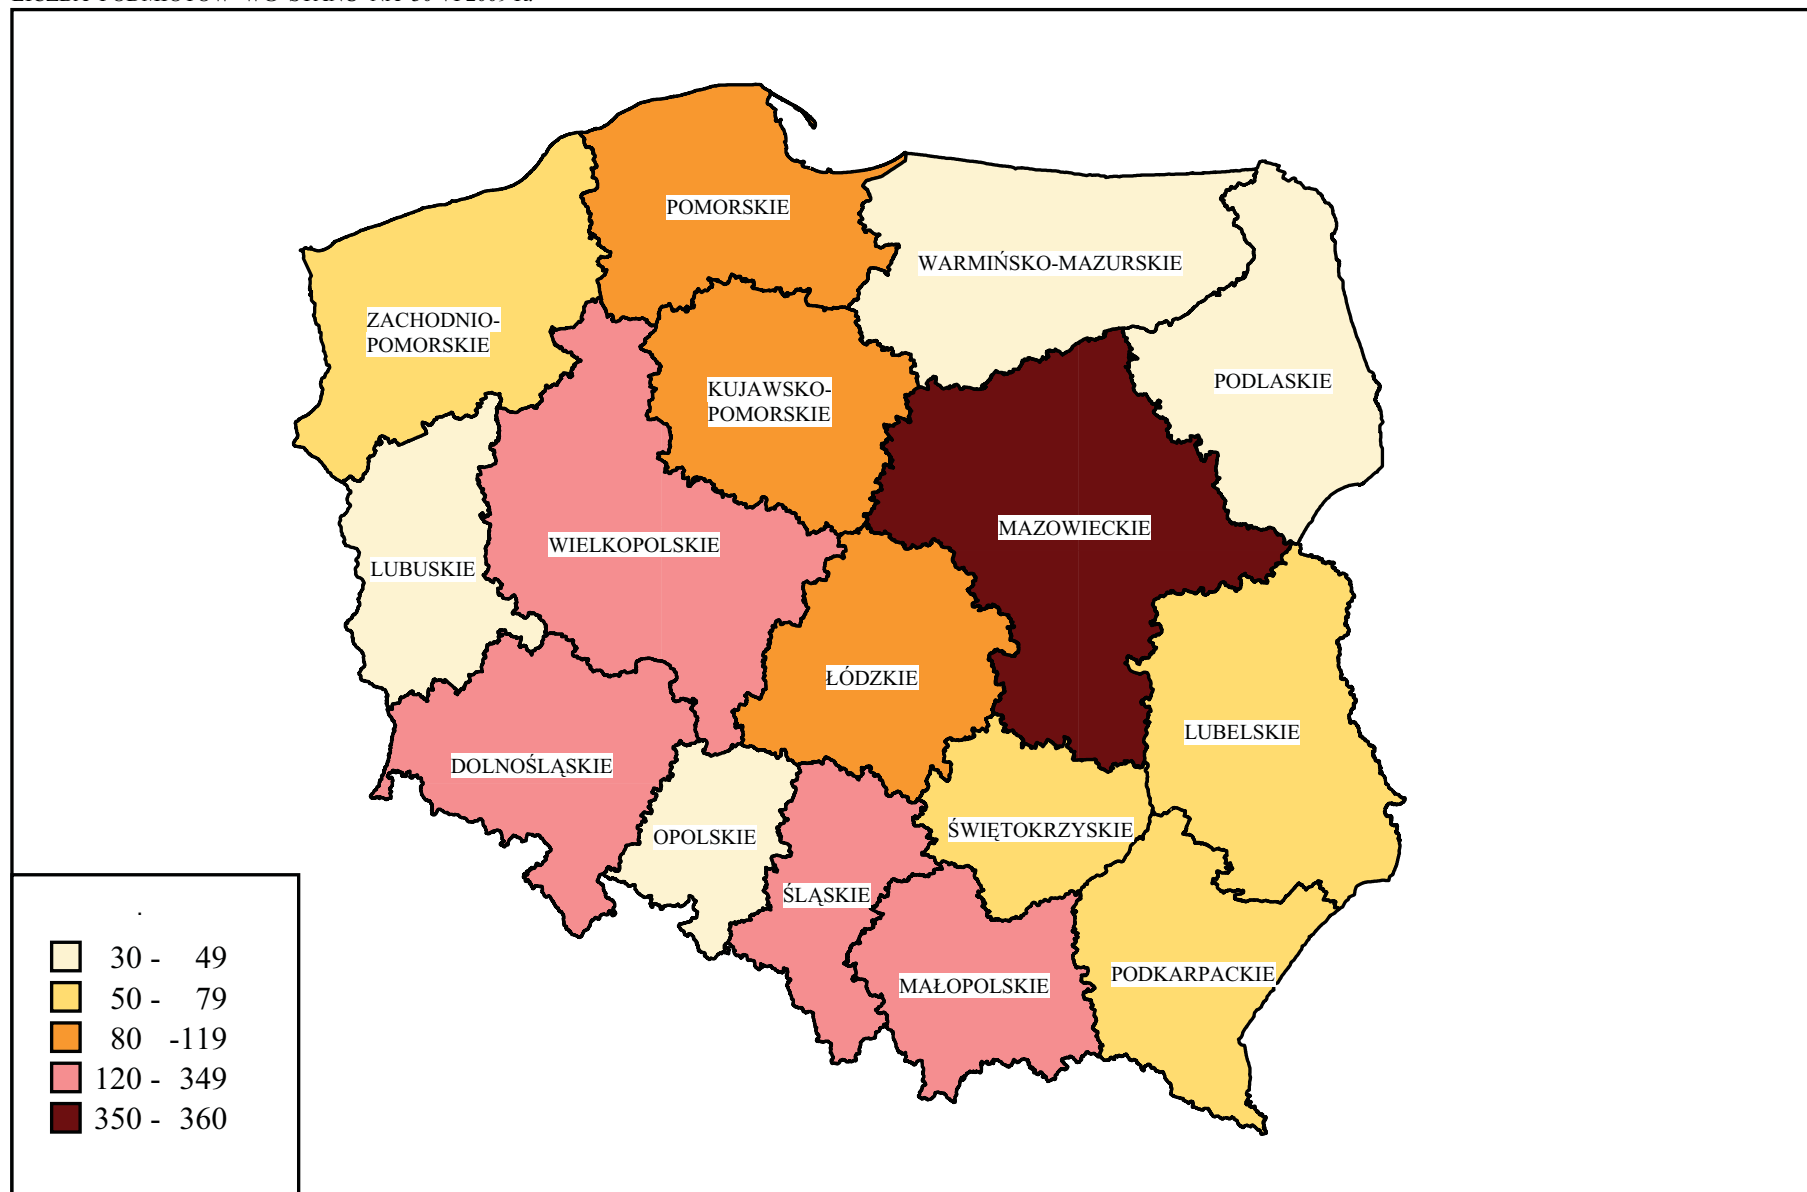 POMORSKIE
WARMIŃSKO-MAZURSKIE
ZACHODNIO-
POMORSKIE
PODLASKIE
KUJAWSKO-
POMORSKIE
MAZOWIECKIE
WIELKOPOLSKIE
LUBUSKIE
ŁÓDZKIE
LUBELSKIE
DOLNOŚLĄSKIE
ŚWIĘTOKRZYSKIE
OPOLSKIE
ŚLĄSKIE
PODKARPACKIE
MAŁOPOLSKIE
.
30 - 49
50 - 79
80 -119
120 - 349
350 - 360